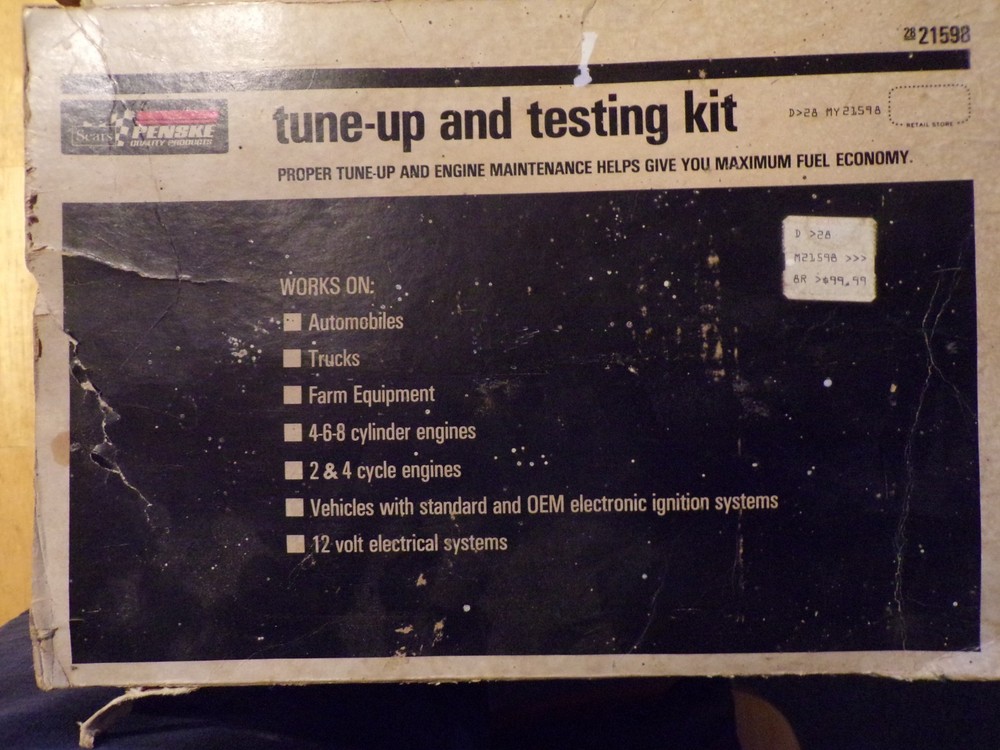 28 21598
Sears
PENSKE
QUALITY PRODUCTS
tune-up and testing kit
D>28 MY21598
RETAIL STORE
PROPER TUNE-UP AND ENGINE MAINTENANCE HELPS GIVE YOU MAXIMUM FUEL ECONOMY.
D >28
M21598 >>>
8R >$99.99
WORKS ON:
Automobiles
Trucks
Farm Equipment
4-6-8 cylinder engines
2 & 4 cycle engines
Vehicles with standard and OEM electronic ignition systems
12 volt electrical systems